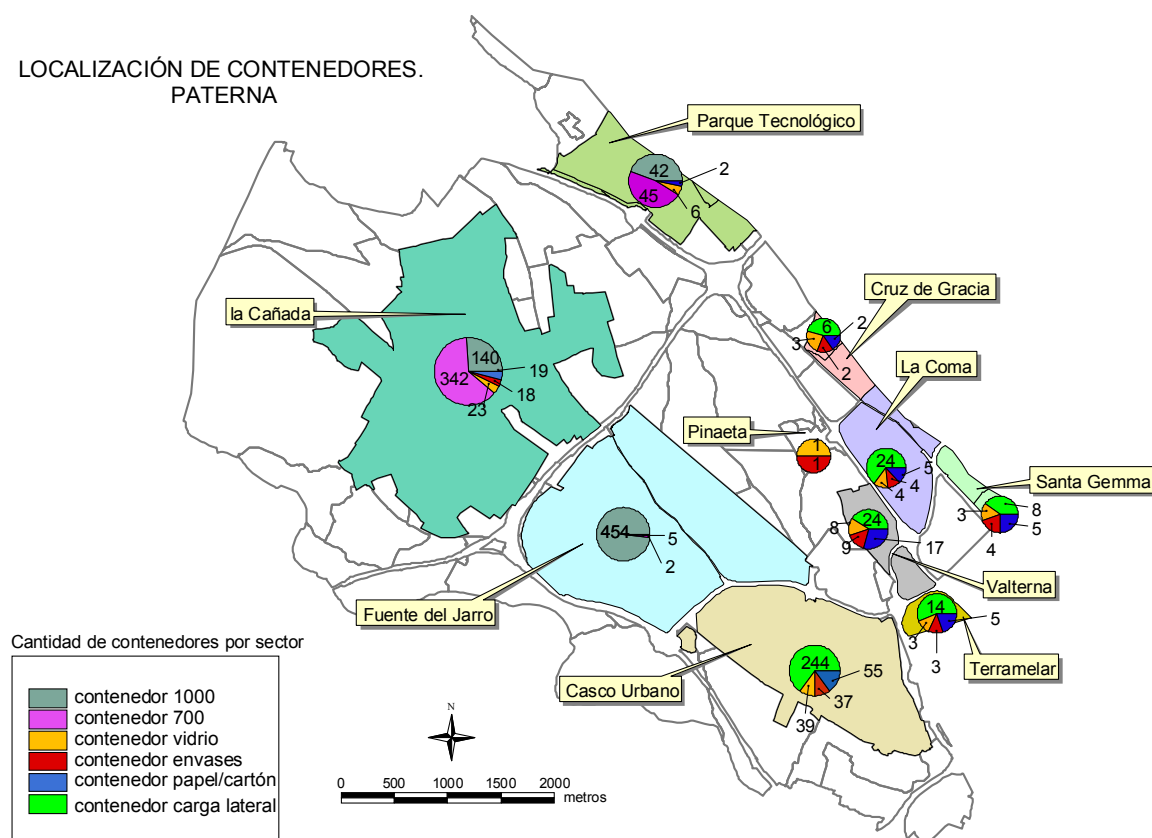 LOCALIZACIÓN DE CONTENEDORES.
PATERNA
Parque Tecnológico
42
2
45
6
Cruz de Gracia
la Cañada
6
2
3
2
La Coma
140
342
19
18
23
Pinaeta
1
1
24
5
4
4
Santa Gemma
8
3
5
4
24
8
9
17
454
5
2
Valterna
Fuente del Jarro
14
5
3
3
Terramelar
Casco Urbano
244
55
37
39
Cantidad de contenedores por sector
contenedor 1000
contenedor 700
contenedor vidrio
contenedor envases
contenedor papel/cartón
contenedor carga lateral
N
0 500 1000 1500 2000
metros